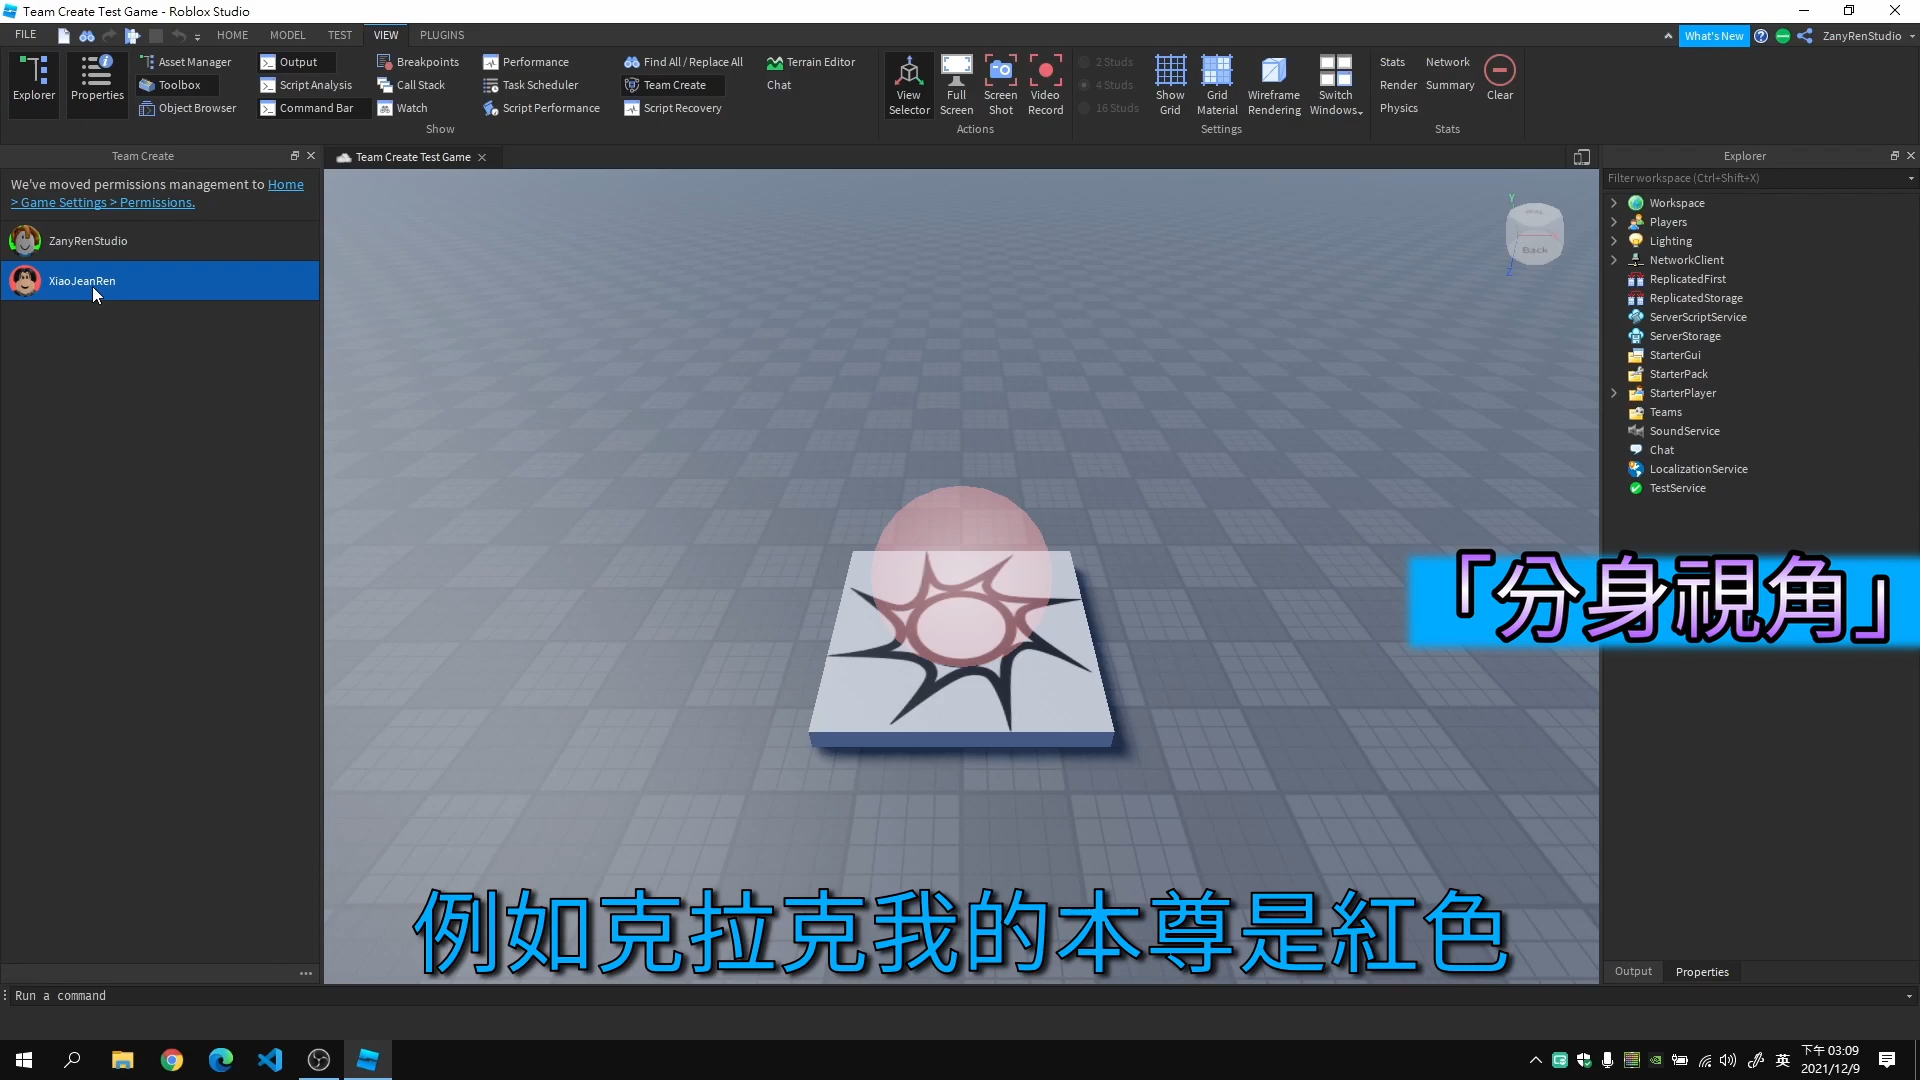 Team Create Test Game - Roblox Studio
FILE
HOME
MODEL
TEST
VIEW
PLUGINS
What's New
ZanyRenStudio
Explorer
Properties
Asset Manager
Toolbox
Object Browser
Output
Script Analysis
Command Bar
Breakpoints
Call Stack
Watch
Performance
Task Scheduler
Script Performance
Find All / Replace All
Team Create
Script Recovery
Terrain Editor
Chat
Show
View
Selector
Full
Screen
Screen
Shot
Video
Record
Actions
2 Studs
4 Studs
16 Studs
Show
Grid
Grid
Material
Wireframe
Rendering
Switch
Windows
Settings
Stats
Network
Render
Summary
Physics
Clear
Stats
Team Create
We've moved permissions management to Home
> Game Settings > Permissions.
ZanyRenStudio
XiaoJeanRen
Team Create Test Game
Y
Back
Z
Explorer
Filter workspace (Ctrl+Shift+X)
Workspace
Players
Lighting
NetworkClient
ReplicatedFirst
ReplicatedStorage
ServerScriptService
ServerStorage
StarterGui
StarterPack
StarterPlayer
Teams
SoundService
Chat
LocalizationService
TestService
「分身視角」
例如克拉克我的本尊是紅色
Output
Properties
Run a command
英
下午 03:09
2021/12/9